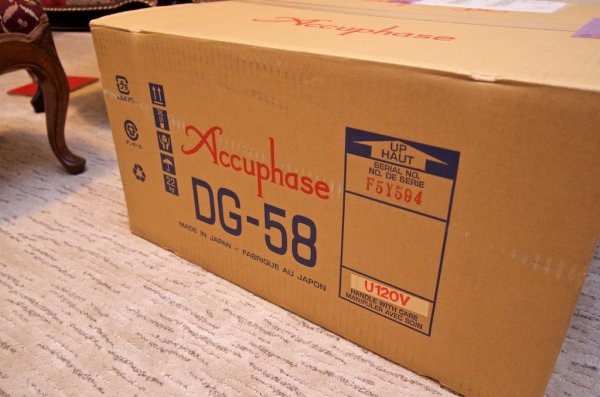 Accuphase
Accuphase
DG-58
MADE IN JAPAN - FABRIQUE AU JAPON
UP
HAUT
SERIAL NO.
NO. DE SERIE
F5Y594
U120V
HANDLE WITH CARE
MANIPULER AVEC SOIN